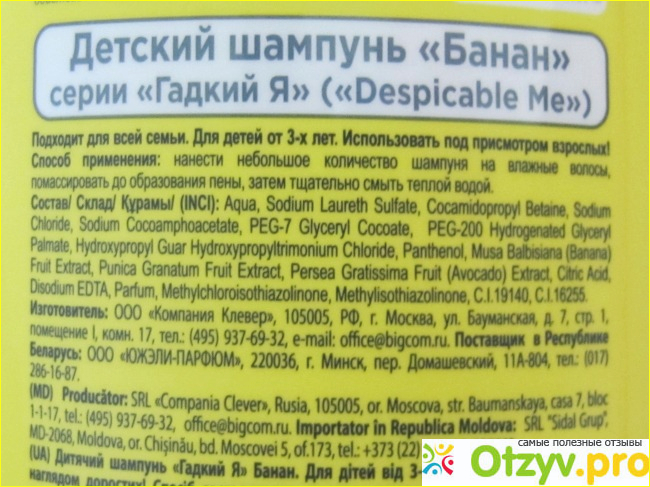 Детский шампунь «Банан»
серии «Гадкий Я» («Despicable Me»)
Подходит для всей семьи. Для детей от 3-х лет. Использовать под присмотром взрослых!
Способ применения: нанести небольшое количество шампуня на влажные волосы,
помассировать до образования пены, затем тщательно смыть теплой водой.
Состав/ Склад/ Құрамы/ (INCI): Aqua, Sodium Laureth Sulfate, Cocamidopropyl Betaine, Sodium
Chloride, Sodium Cocoamphoacetate, PEG-7 Glyceryl Cocoate, PEG-200 Hydrogenated Glyceryl
Palmate, Hydroxypropyl Guar Hydroxypropyltrimonium Chloride, Panthenol, Musa Balbisiana (Banana)
Fruit Extract, Punica Granatum Fruit Extract, Persea Gratissima Fruit (Avocado) Extract, Citric Acid,
Disodium EDTA, Parfum, Methylchloroisothiazolinone, Methylisothiazolinone, C.I.19140, C.I.16255.
Изготовитель: ООО «Компания Клевер», 105005, РФ, г. Москва, ул. Бауманская, д. 7, стр. 1,
помещение I, комн. 17, тел.: (495) 937-69-32, e-mail: office@bigcom.ru. Поставщик в Республике
Беларусь: ООО «ЮЖЭЛИ-ПАРФЮМ», 220036, г. Минск, пер. Домашевский, 11А-804, тел.: (017)
286-16-87.
(MD) Producător: SRL «Compania Clever», Rusia, 105005, or. Moscova, str. Baumanskaya, casa 7, bloc
1-1-17, tel.: (495) 937-69-32, office@bigcom.ru. Importator in Republica Moldova: SRL "Sidal Grup",
MD-2068, Moldova, or. Chișinău, bd. Moscovei 5, of.173, tel.: +373 (22)
(UA) Дитячий шампунь «Гадкий Я» Банан. Для дітей від 3-
наглядом дорослих!
самые полезные отзывы
Otzyv.pro